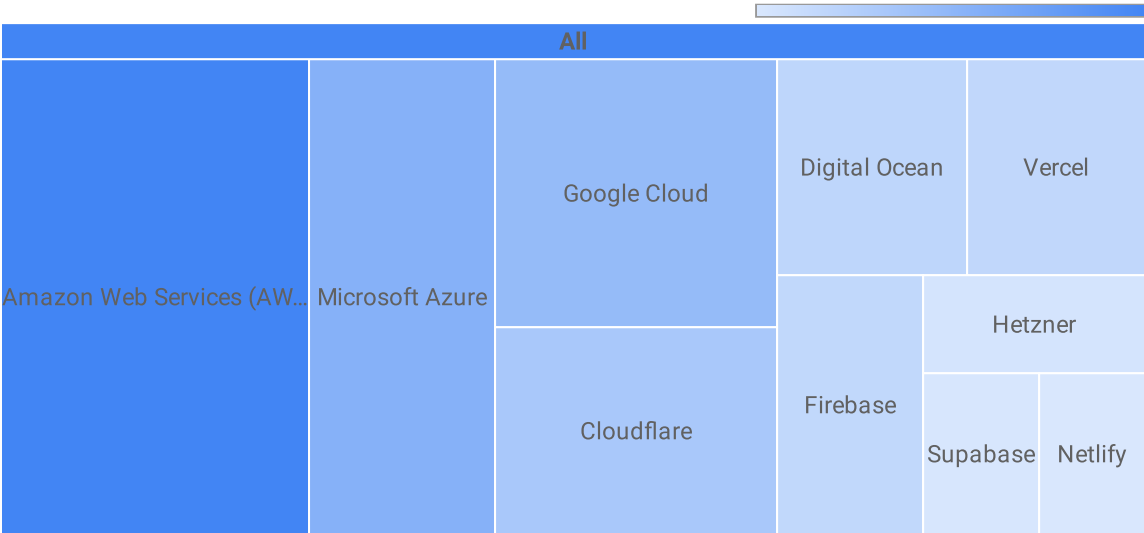 All
Amazon Web Services (AW...
Microsoft Azure
Google Cloud
Cloudflare
Digital Ocean
Vercel
Firebase
Hetzner
Supabase
Netlify